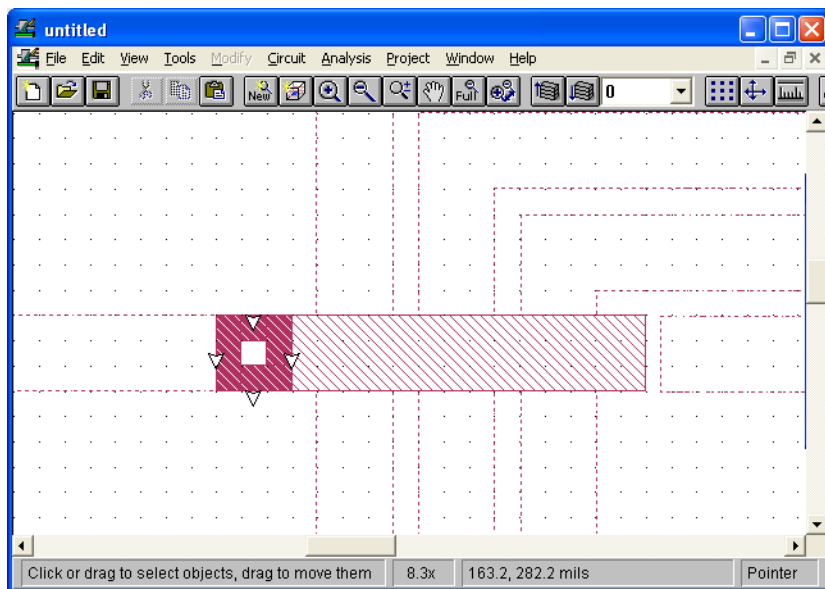 untitled
File Edit View Tools Modify Circuit Analysis Project Window Help
New Full 0
Click or drag to select objects, drag to move them 8.3x 163.2, 282.2 mils Pointer